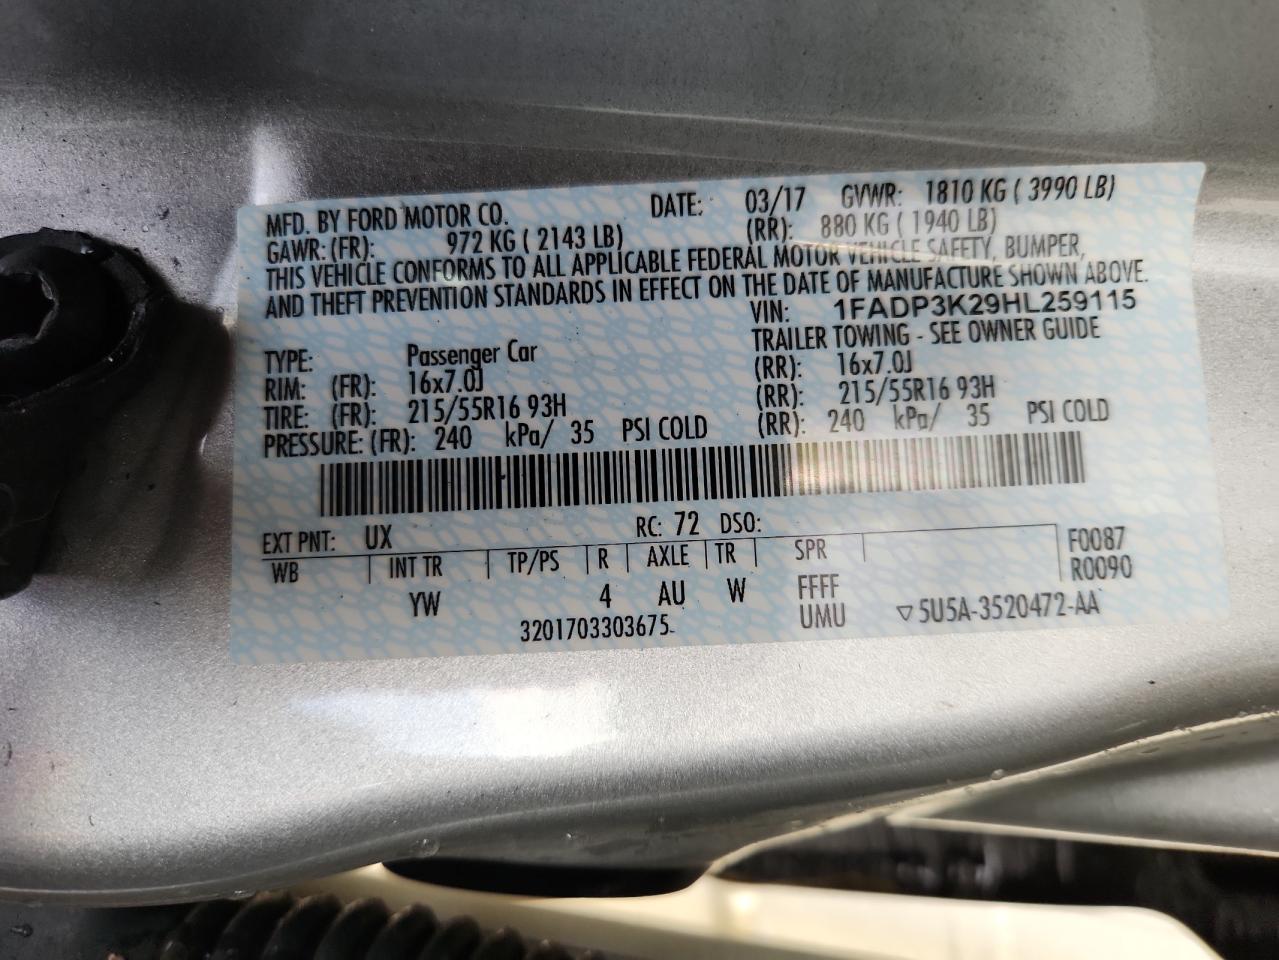 MFD. BY FORD MOTOR CO. DATE: 03/17 GVWR: 1810 KG ( 3990 LB)
GAWR: (FR): 972 KG ( 2143 LB) (RR): 880 KG ( 1940 LB)
THIS VEHICLE CONFORMS TO ALL APPLICABLE FEDERAL MOTOR VEHICLE SAFETY, BUMPER,
AND THEFT PREVENTION STANDARDS IN EFFECT ON THE DATE OF MANUFACTURE SHOWN ABOVE.
VIN: 1FADP3K29HL259115
TRAILER TOWING - SEE OWNER GUIDE
TYPE: Passenger Car
RIM: (FR): 16x7.0J (RR): 16x7.0J
TIRE: (FR): 215/55R16 93H (RR): 215/55R16 93H
PRESSURE: (FR): 240 kPa/ 35 PSI COLD (RR): 240 kPa/ 35 PSI COLD
EXT PNT: UX RC: 72 DSO:
WB INT TR TP/PS R AXLE TR SPR F0087
R0090
YW 4 AU W FFFF
UMU
3201703303675
▽5U5A-3520472-AA